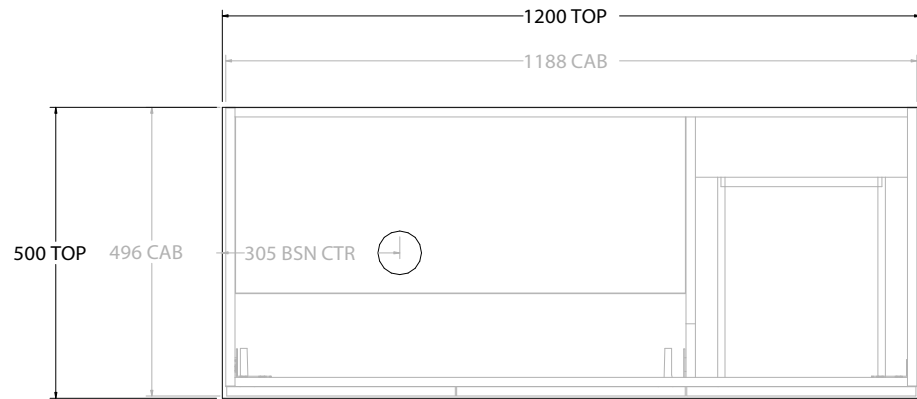 1200 TOP
1188 CAB
500 TOP
496 CAB
305 BSN CTR